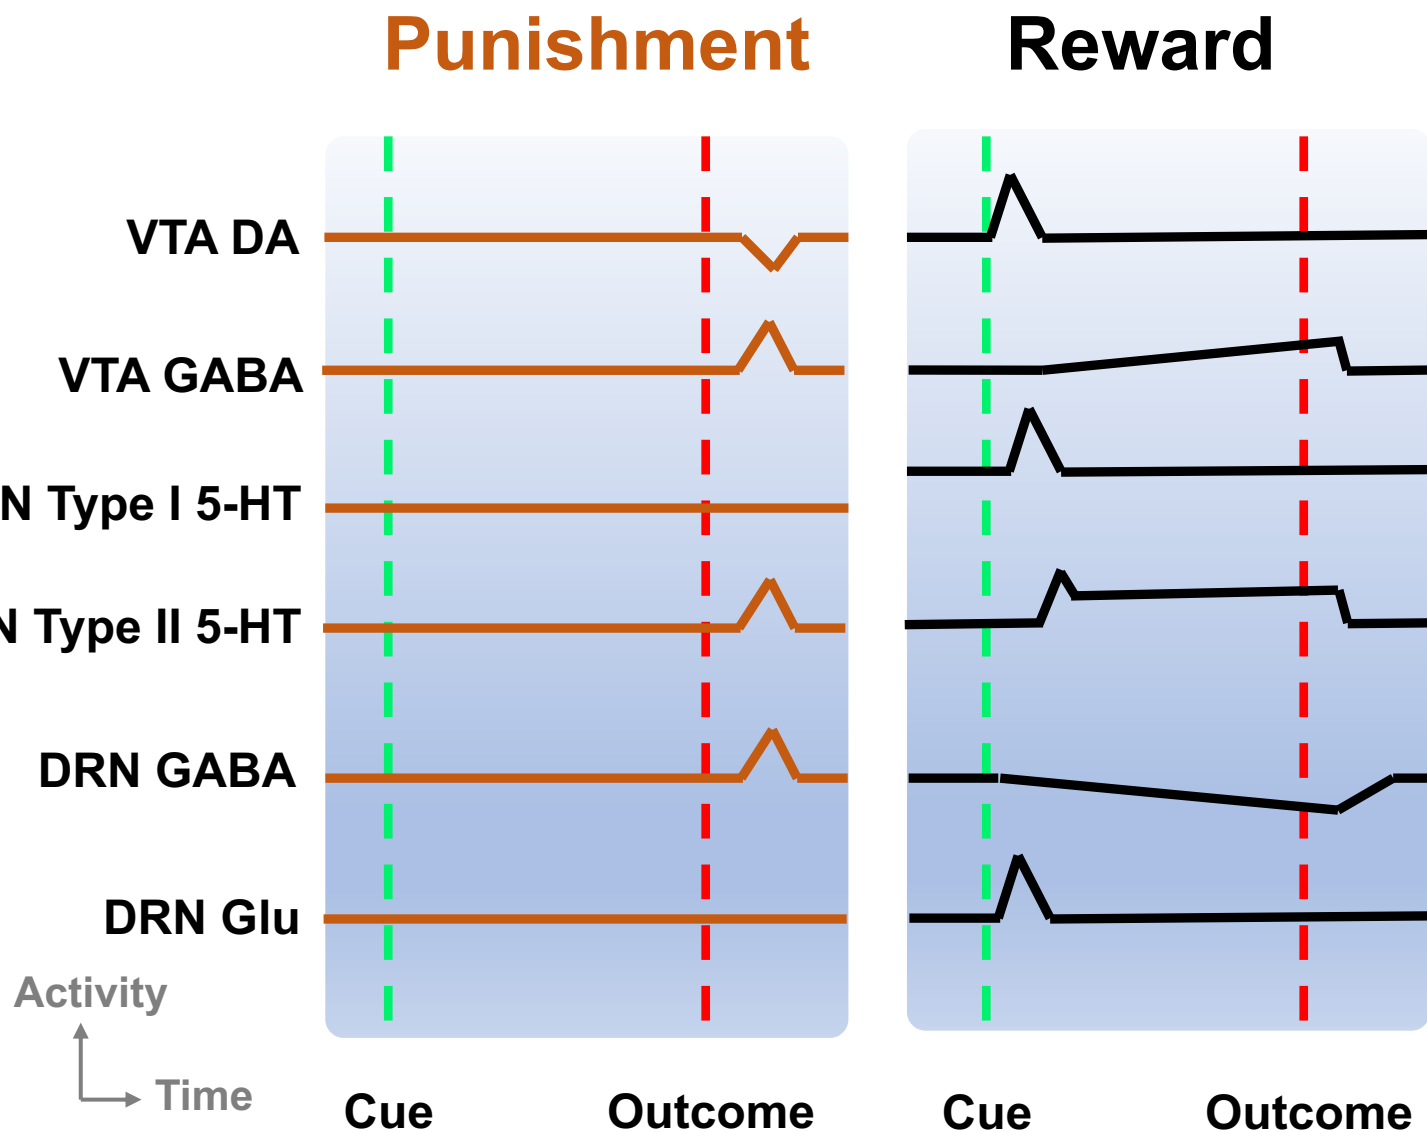 Punishment Reward
VTA DA
VTA GABA
N Type I 5-HT
N Type II 5-HT
DRN GABA
DRN Glu
Activity
Time
Cue Outcome Cue Outcome